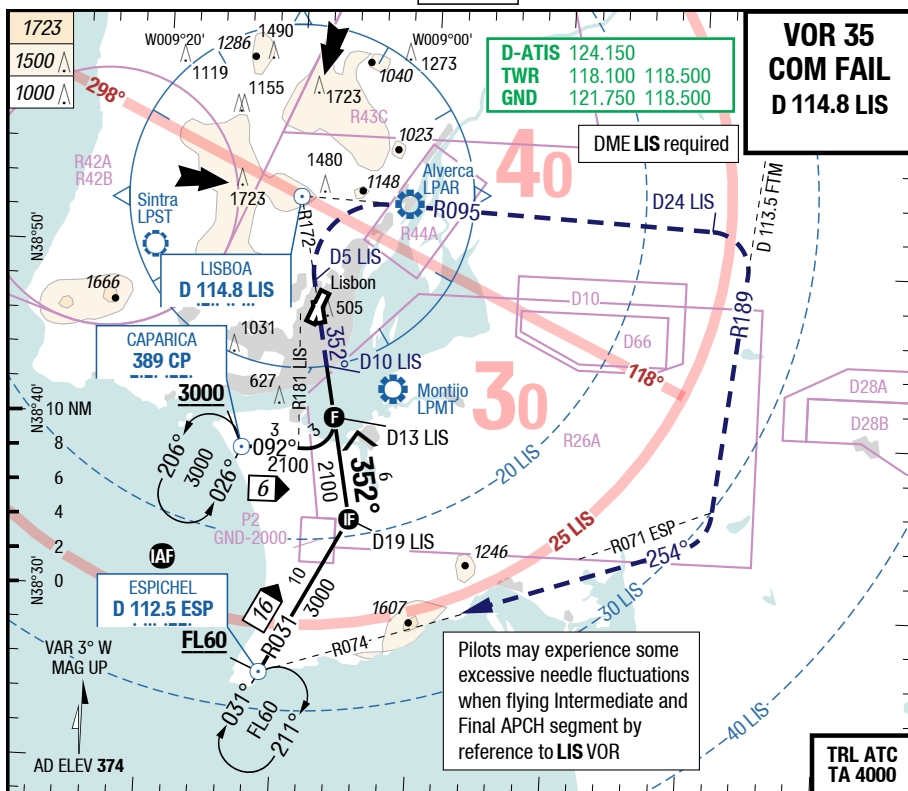 1723
1500
1000
W009°20'
1286
1490
1119
1155
1723
W009°00'
1040
1273
D-ATIS 124.150
TWR 118.100 118.500
GND 121.750 118.500
VOR 35
COM FAIL
D 114.8 LIS
DME LIS required
298°
R43C
1023
R42A
R42B
1480
1148
1723
Alverca
LPAR
40
Sintra
LPST
R172
R095
R44A
D24 LIS
D 113.5 FTM
N38°50'
LISBOA
D 114.8 LIS
D5 LIS
Lisbon
505
1666
D10
D66
R189
CAPARICA
389 CP
1031
352°
R181 LIS
D10 LIS
627
Montijo
LPMT
118°
30
D28A
D28B
N38°40'
10 NM
8
6
4
2
0
3000
F
D13 LIS
R26A
206°
3000
026°
092°
3
3
2100
2100
352°
6
6
20 LIS
P2
GND-2000
IF
D19 LIS
25 LIS
R071 ESP
254°
1246
30 LIS
IAF
N38°30'
ESPICHEL
D 112.5 ESP
16
10
3000
1607
R031
R074
FL60
VAR 3° W
MAG UP
031°
FL60
211°
AD ELEV 374
Pilots may experience some
excessive needle fluctuations
when flying Intermediate and
Final APCH segment by
reference to LIS VOR
40 LIS
TRL ATC
TA 4000